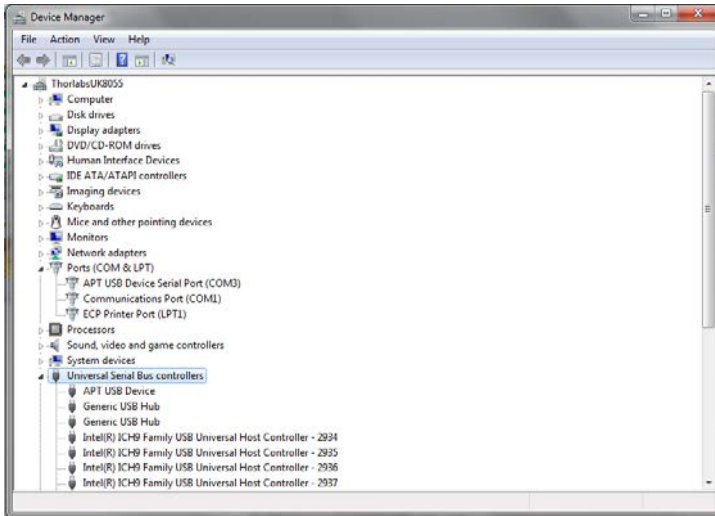 Device Manager
File Action View Help
ThorlabsUK8055
Computer
Disk drives
Display adapters
DVD/CD-ROM drives
Human Interface Devices
IDE ATA/ATAPI controllers
Imaging devices
Keyboards
Mice and other pointing devices
Monitors
Network adapters
Ports (COM & LPT)
APT USB Device Serial Port (COM3)
Communications Port (COM1)
ECP Printer Port (LPT1)
Processors
Sound, video and game controllers
System devices
Universal Serial Bus controllers
APT USB Device
Generic USB Hub
Generic USB Hub
Intel(R) ICH9 Family USB Universal Host Controller - 2934
Intel(R) ICH9 Family USB Universal Host Controller - 2935
Intel(R) ICH9 Family USB Universal Host Controller - 2936
Intel(R) ICH9 Family USB Universal Host Controller - 2937